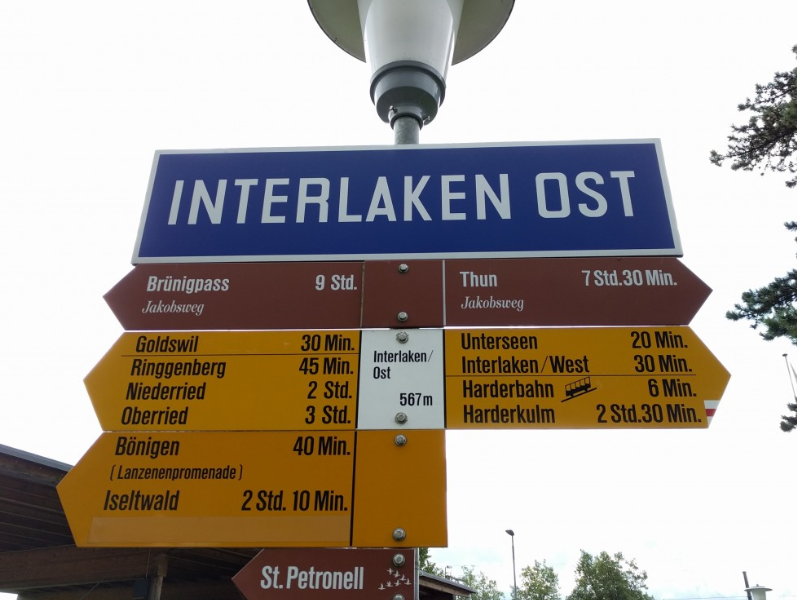 INTERLAKEN OST
Brünigpass 9 Std.
Jakobsweg
Thun 7 Std. 30 Min.
Jakobsweg
Goldswil 30 Min.
Ringgenberg 45 Min.
Niederried 2 Std.
Oberried 3 Std.
Interlaken/
Ost
567 m
Unterseen 20 Min.
Interlaken/West 30 Min.
Harderbahn 6 Min.
Harderkulm 2 Std. 30 Min.
Bönigen 40 Min.
(Lanzenenpromenade)
Iseltwald 2 Std. 10 Min.
St. Petronell